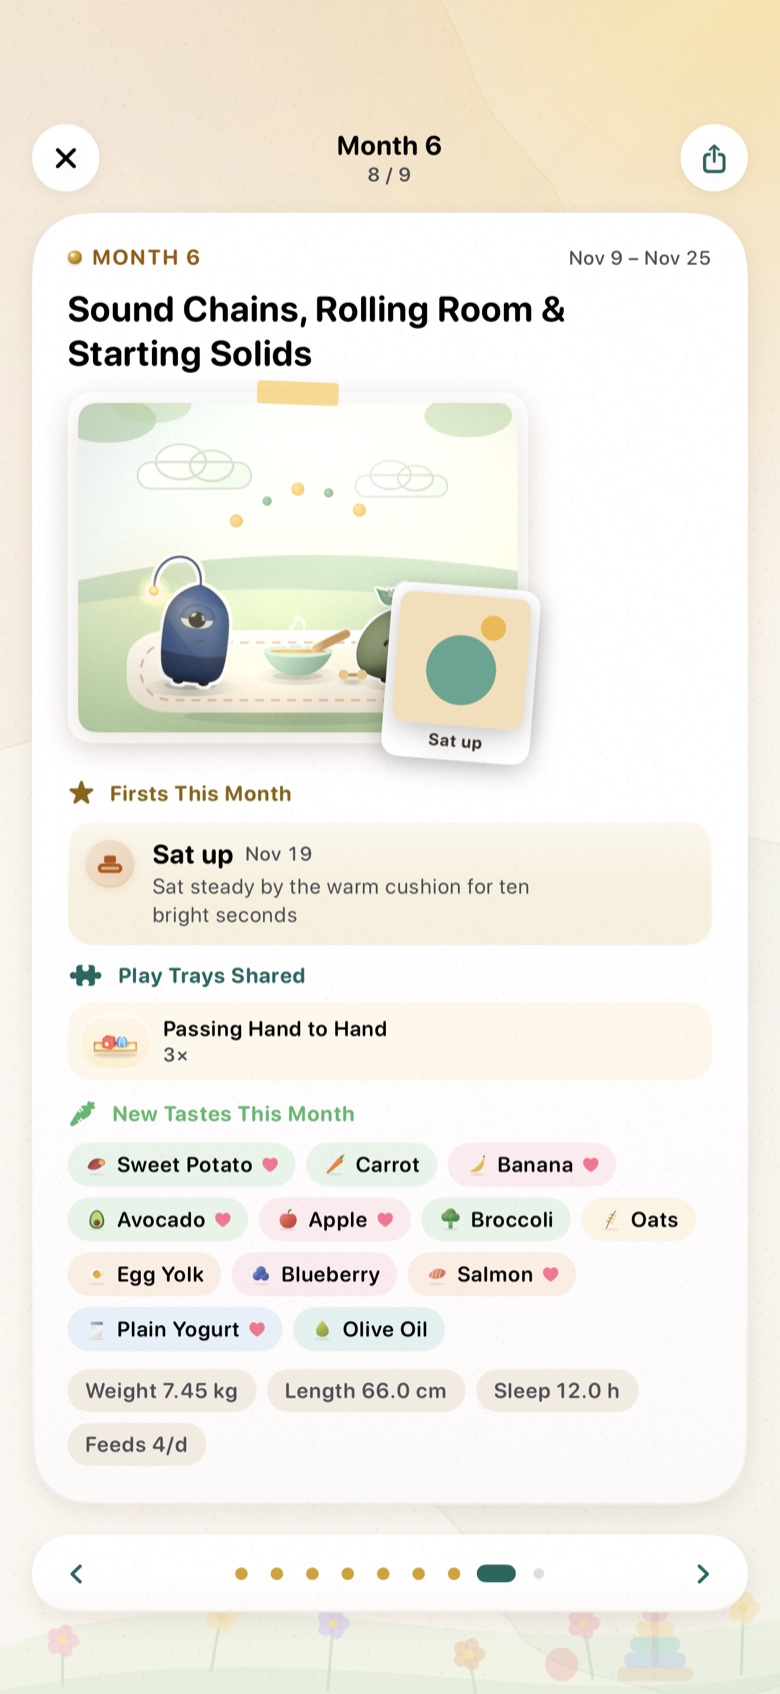 Month 6
8 / 9
MONTH 6
Nov 9 – Nov 25
Sound Chains, Rolling Room &
Starting Solids
Sat up
Firsts This Month
Sat up Nov 19
Sat steady by the warm cushion for ten
bright seconds
Play Trays Shared
Passing Hand to Hand
3×
New Tastes This Month
Sweet Potato
Carrot
Banana
Avocado
Apple
Broccoli
Oats
Egg Yolk
Blueberry
Salmon
Plain Yogurt
Olive Oil
Weight 7.45 kg
Length 66.0 cm
Sleep 12.0 h
Feeds 4/d